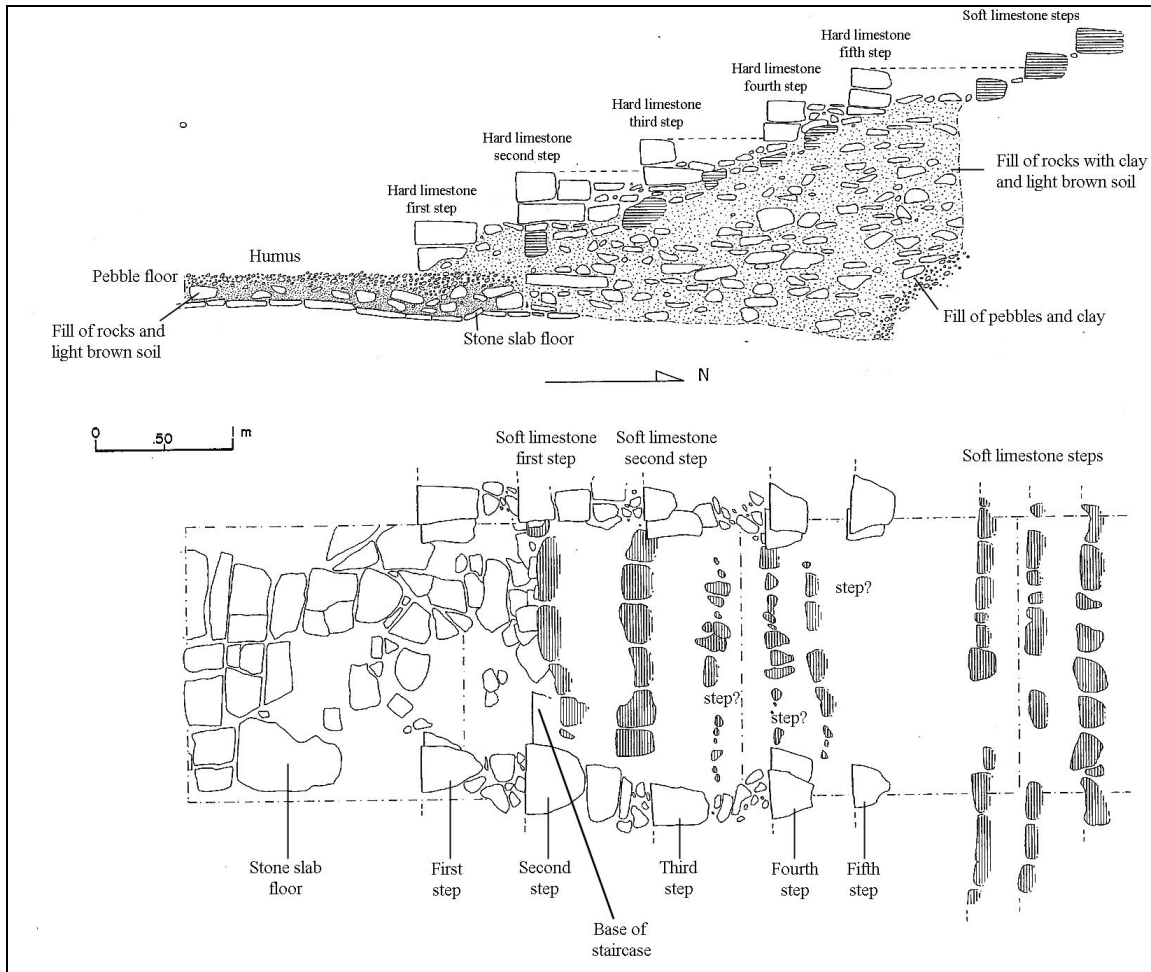 Soft limestone steps
Hard limestone
fifth step
Hard limestone
fourth step
Hard limestone
third step
Hard limestone
second step
Hard limestone
first step
Fill of rocks with clay
and light brown soil
Humus
Pebble floor
Fill of rocks and
light brown soil
Stone slab floor
Fill of pebbles and clay
N
0 .50 m
Soft limestone
first step
Soft limestone
second step
Soft limestone steps
step?
step?
step?
Stone slab
floor
First
step
Second
step
Third
step
Fourth
step
Fifth
step
Base of
staircase